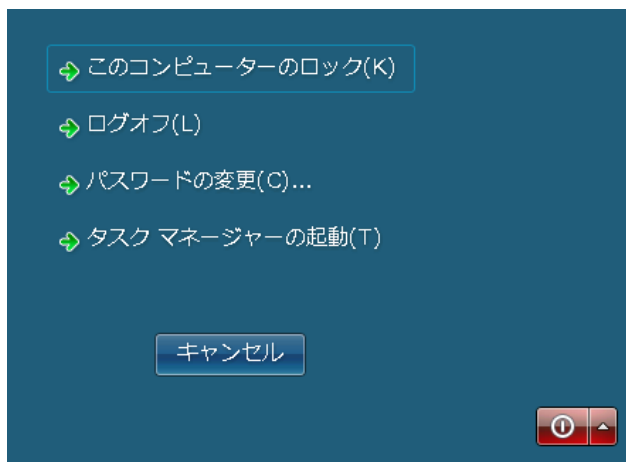 このコンピューターのロック(K)
ログオフ(L)
パスワードの変更(C)...
タスク マネージャーの起動(T)
キャンセル